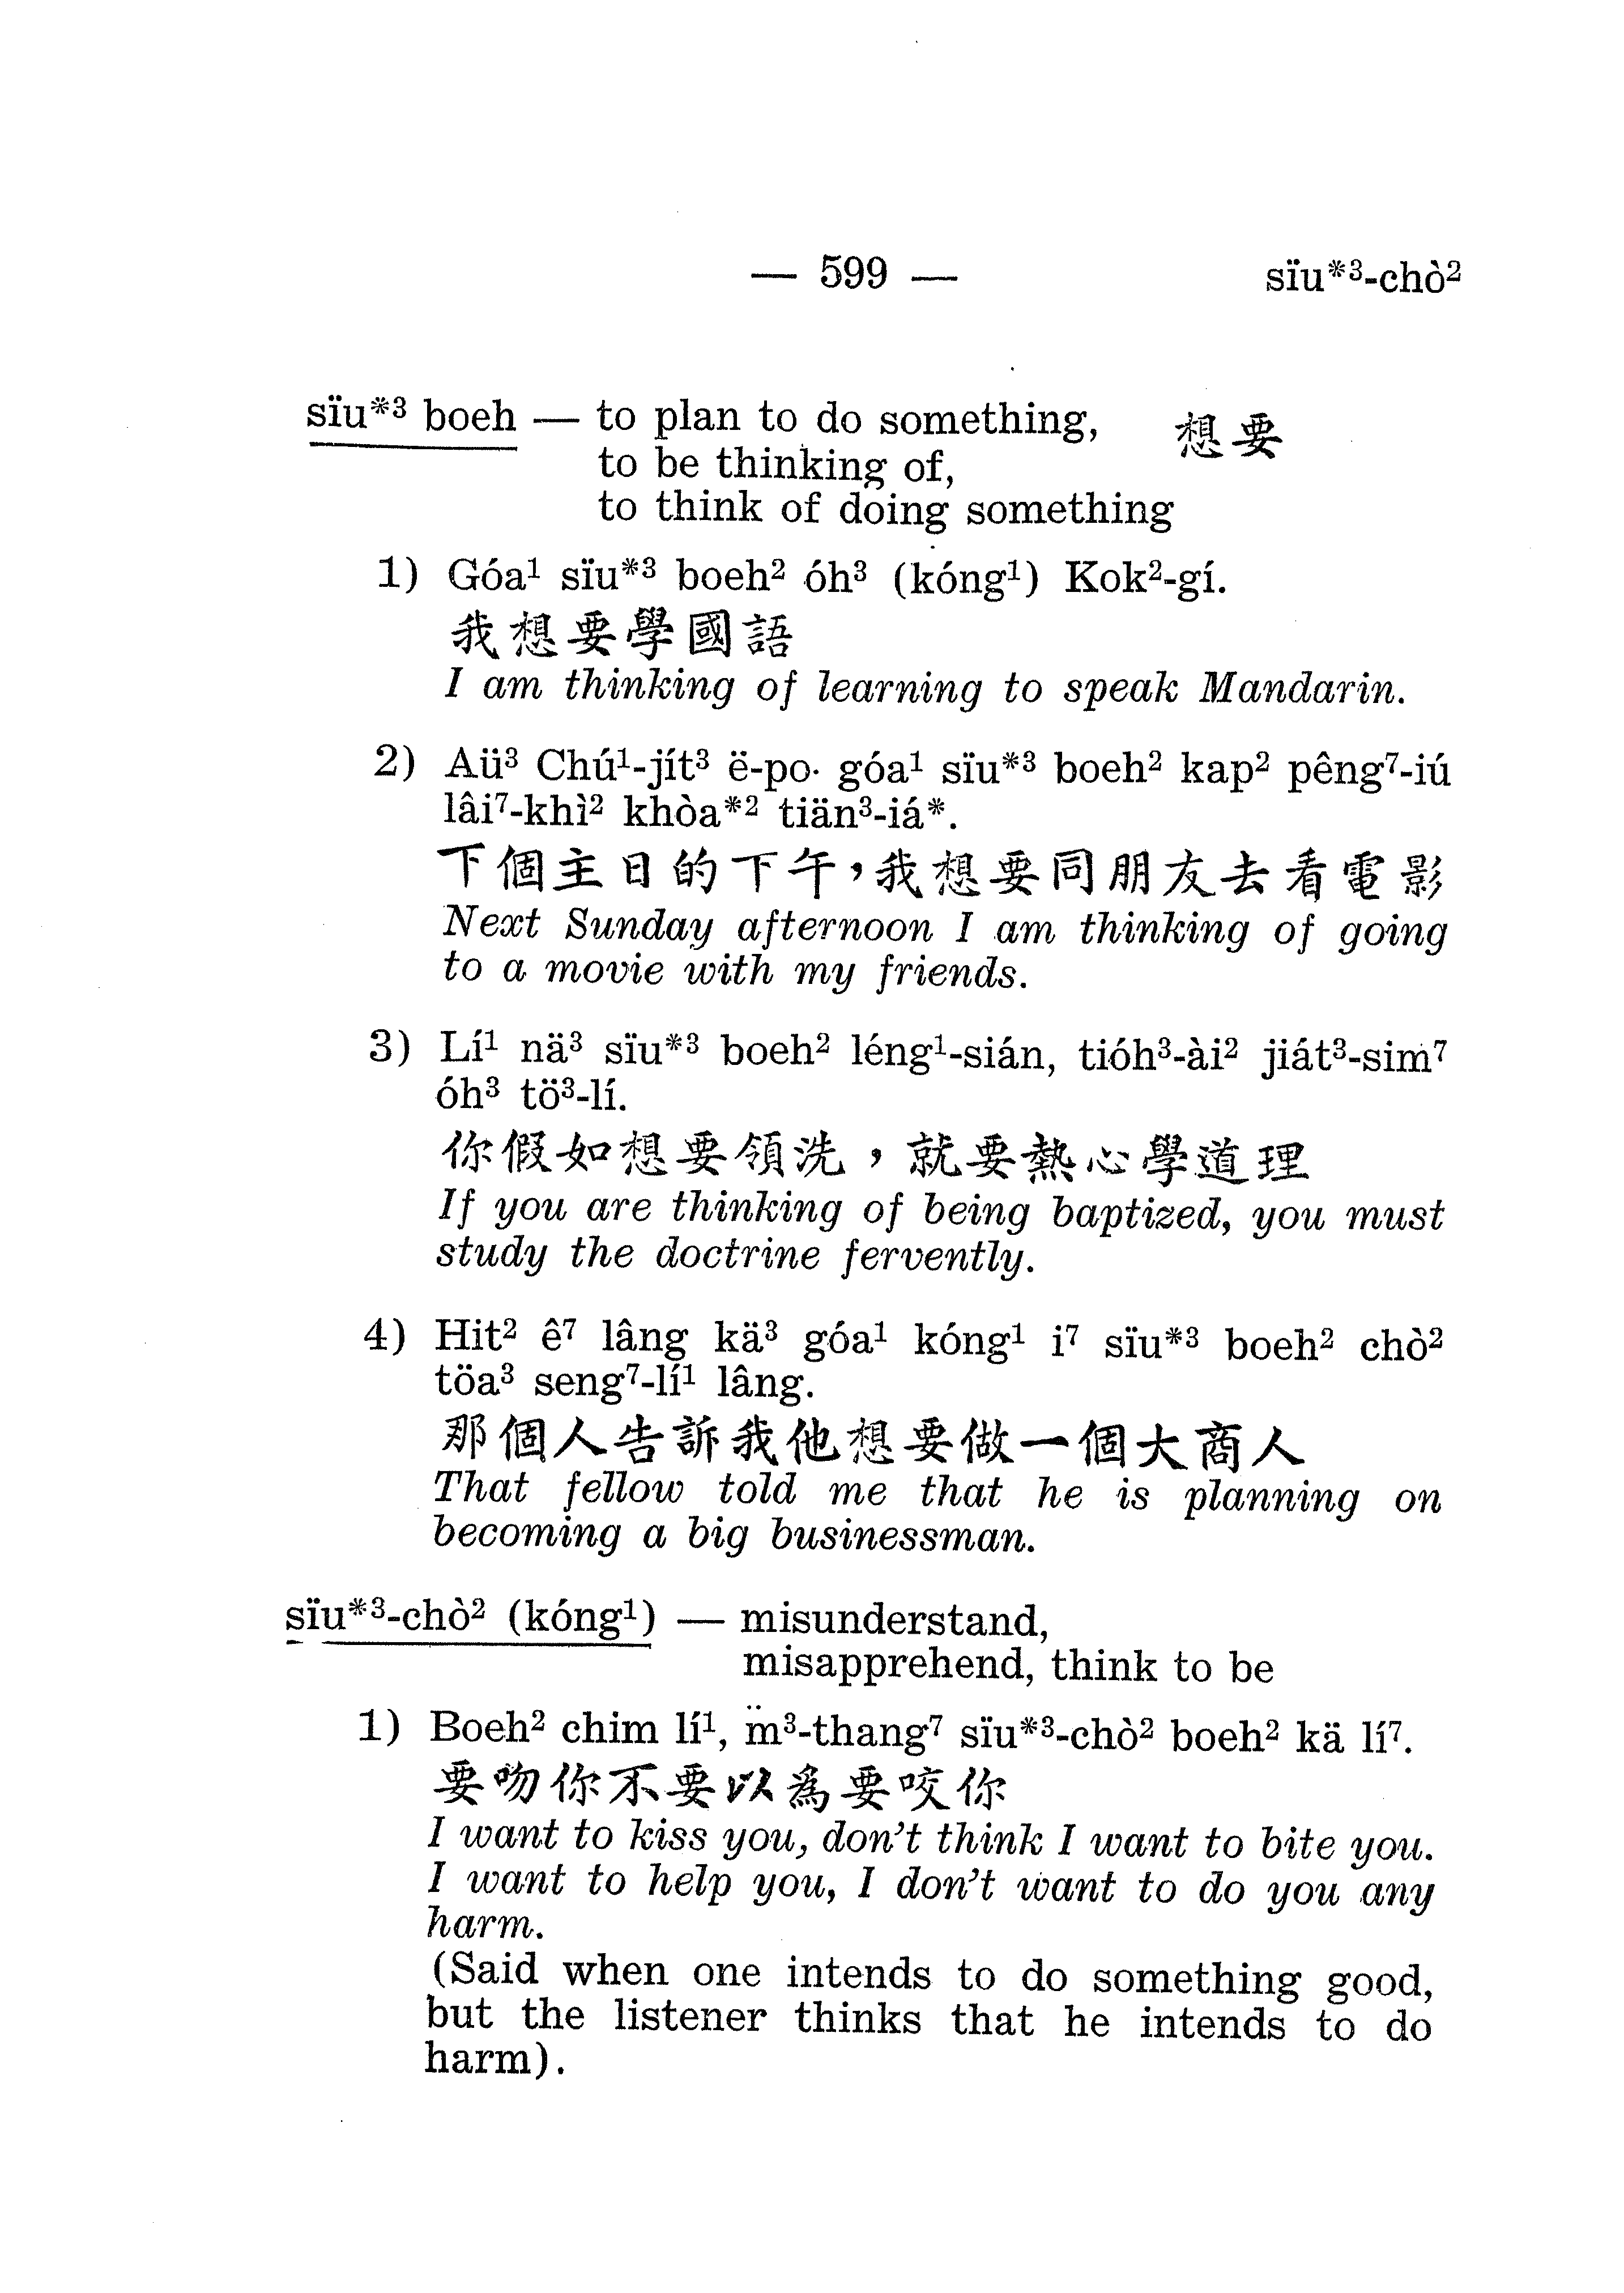 — 599 — sïu*³-chò²
sïu*³ boeh — to plan to do something, 想要
to be thinking of,
to think of doing something
1) Góa¹ sïu*³ boeh² óh³ (kóng¹) Kok²-gí.
我想要學國語
I am thinking of learning to speak Mandarin.
2) Aü³ Chú¹-jít³ ë-po· góa¹ sïu*³ boeh² kap² pêng⁷-iú
lâi⁷-khì² khòa*² tiän³-iá*.
下個主日的下午，我想要同朋友去看電影
Next Sunday afternoon I am thinking of going
to a movie with my friends.
3) Lí¹ nä³ sïu*³ boeh² léng¹-sián, tióh³-ài² jiát³-sim⁷
óh³ tö³-lí.
你假如想要領洗，就要熱心學道理
If you are thinking of being baptized, you must
study the doctrine fervently.
4) Hit² ê⁷ lâng kä³ góa¹ kóng¹ i⁷ sïu*³ boeh² chò²
töa³ seng⁷-lí¹ lâng.
那個人告訴我他想要做一個大商人
That fellow told me that he is planning on
becoming a big businessman.
sïu*³-chò² (kóng¹) — misunderstand,
misapprehend, think to be
1) Boeh² chim lí¹, m̈³-thang⁷ sïu*³-chò² boeh² kä lí⁷.
要吻你不要以為要咬你
I want to kiss you, don't think I want to bite you.
I want to help you, I don't want to do you any
harm.
(Said when one intends to do something good,
but the listener thinks that he intends to do
harm).